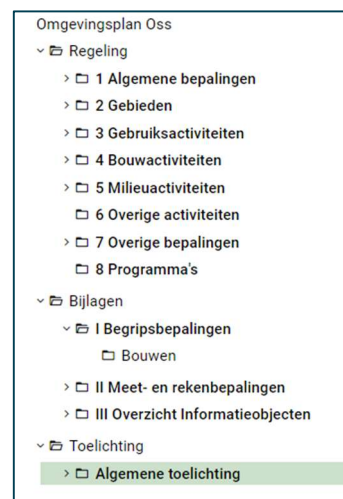 Omgevingsplan Oss
Regeling
1 Algemene bepalingen
2 Gebieden
3 Gebruiksactiviteiten
4 Bouwactiviteiten
5 Milieuactiviteiten
6 Overige activiteiten
7 Overige bepalingen
8 Programma's
Bijlagen
I Begripsbepalingen
Bouwen
II Meet- en rekenbepalingen
III Overzicht Informatieobjecten
Toelichting
Algemene toelichting